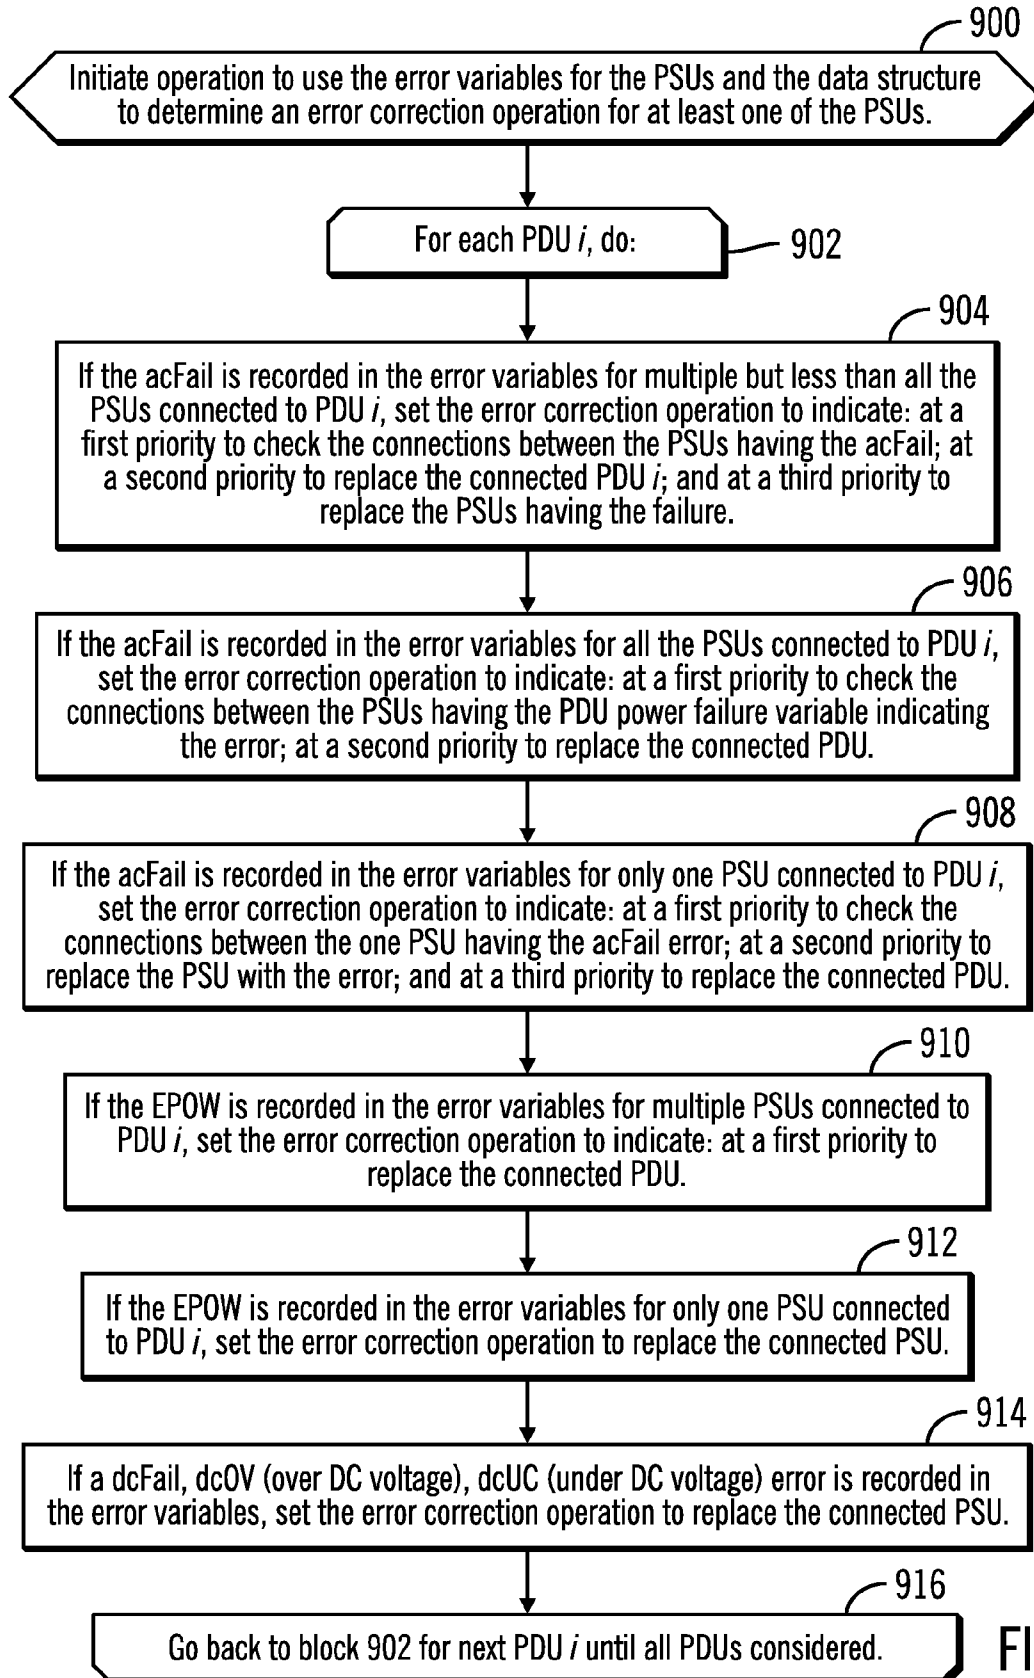 900
Initiate operation to use the error variables for the PSUs and the data structure
to determine an error correction operation for at least one of the PSUs.
For each PDU i, do:
902
904
If the acFail is recorded in the error variables for multiple but less than all the
PSUs connected to PDU i, set the error correction operation to indicate: at a
first priority to check the connections between the PSUs having the acFail; at
a second priority to replace the connected PDU i; and at a third priority to
replace the PSUs having the failure.
906
If the acFail is recorded in the error variables for all the PSUs connected to PDU i,
set the error correction operation to indicate: at a first priority to check the
connections between the PSUs having the PDU power failure variable indicating
the error; at a second priority to replace the connected PDU.
908
If the acFail is recorded in the error variables for only one PSU connected to PDU i,
set the error correction operation to indicate: at a first priority to check the
connections between the one PSU having the acFail error; at a second priority to
replace the PSU with the error; and at a third priority to replace the connected PDU.
910
If the EPOW is recorded in the error variables for multiple PSUs connected to
PDU i, set the error correction operation to indicate: at a first priority to
replace the connected PDU.
912
If the EPOW is recorded in the error variables for only one PSU connected
to PDU i, set the error correction operation to replace the connected PSU.
914
If a dcFail, dcOV (over DC voltage), dcUC (under DC voltage) error is recorded in
the error variables, set the error correction operation to replace the connected PSU.
916
Go back to block 902 for next PDU i until all PDUs considered.